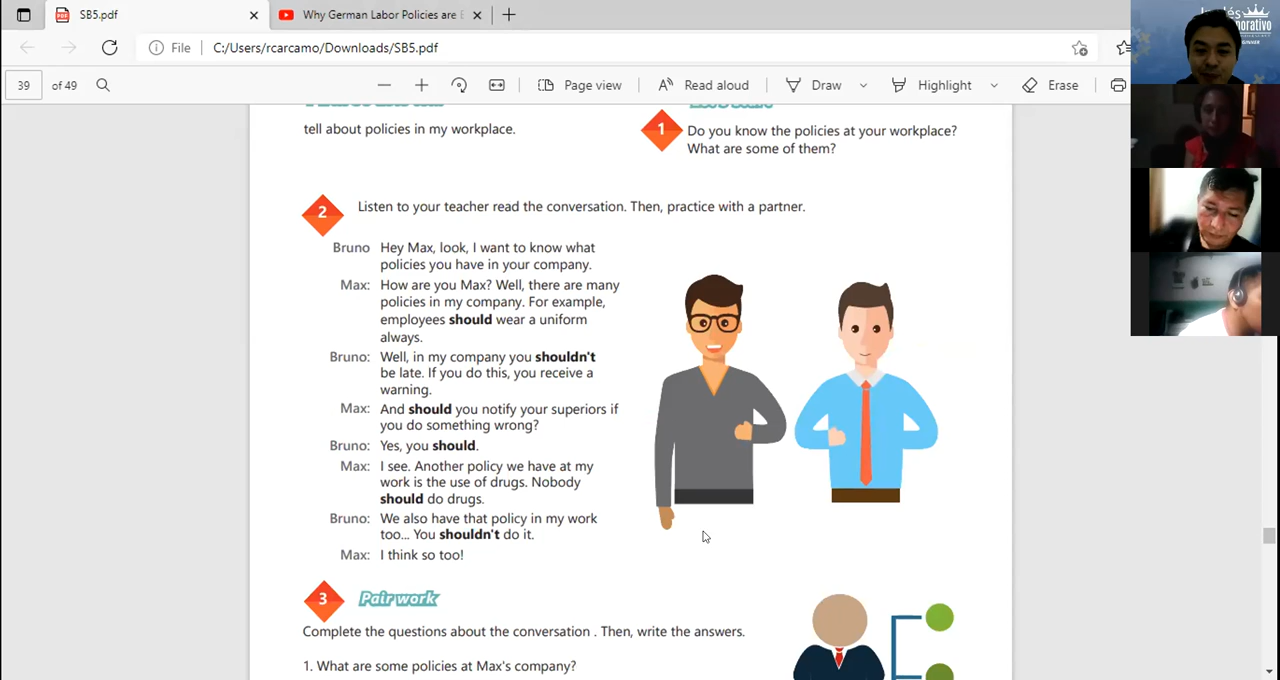 SB5.pdf
Why German Labor Policies are
File
C:/Users/rcarcamo/Downloads/SB5.pdf
39
of 49
Page view
Read aloud
Draw
Highlight
Erase
tell about policies in my workplace.
1
Do you know the policies at your workplace?
What are some of them?
2
Listen to your teacher read the conversation. Then, practice with a partner.
Bruno Hey Max, look, I want to know what
policies you have in your company.
Max: How are you Max? Well, there are many
policies in my company. For example,
employees should wear a uniform
always.
Bruno: Well, in my company you shouldn't
be late. If you do this, you receive a
warning.
Max: And should you notify your superiors if
you do something wrong?
Bruno: Yes, you should.
Max: I see. Another policy we have at my
work is the use of drugs. Nobody
should do drugs.
Bruno: We also have that policy in my work
too... You shouldn't do it.
Max: I think so too!
3
Pair work
Complete the questions about the conversation . Then, write the answers.
1. What are some policies at Max's company?